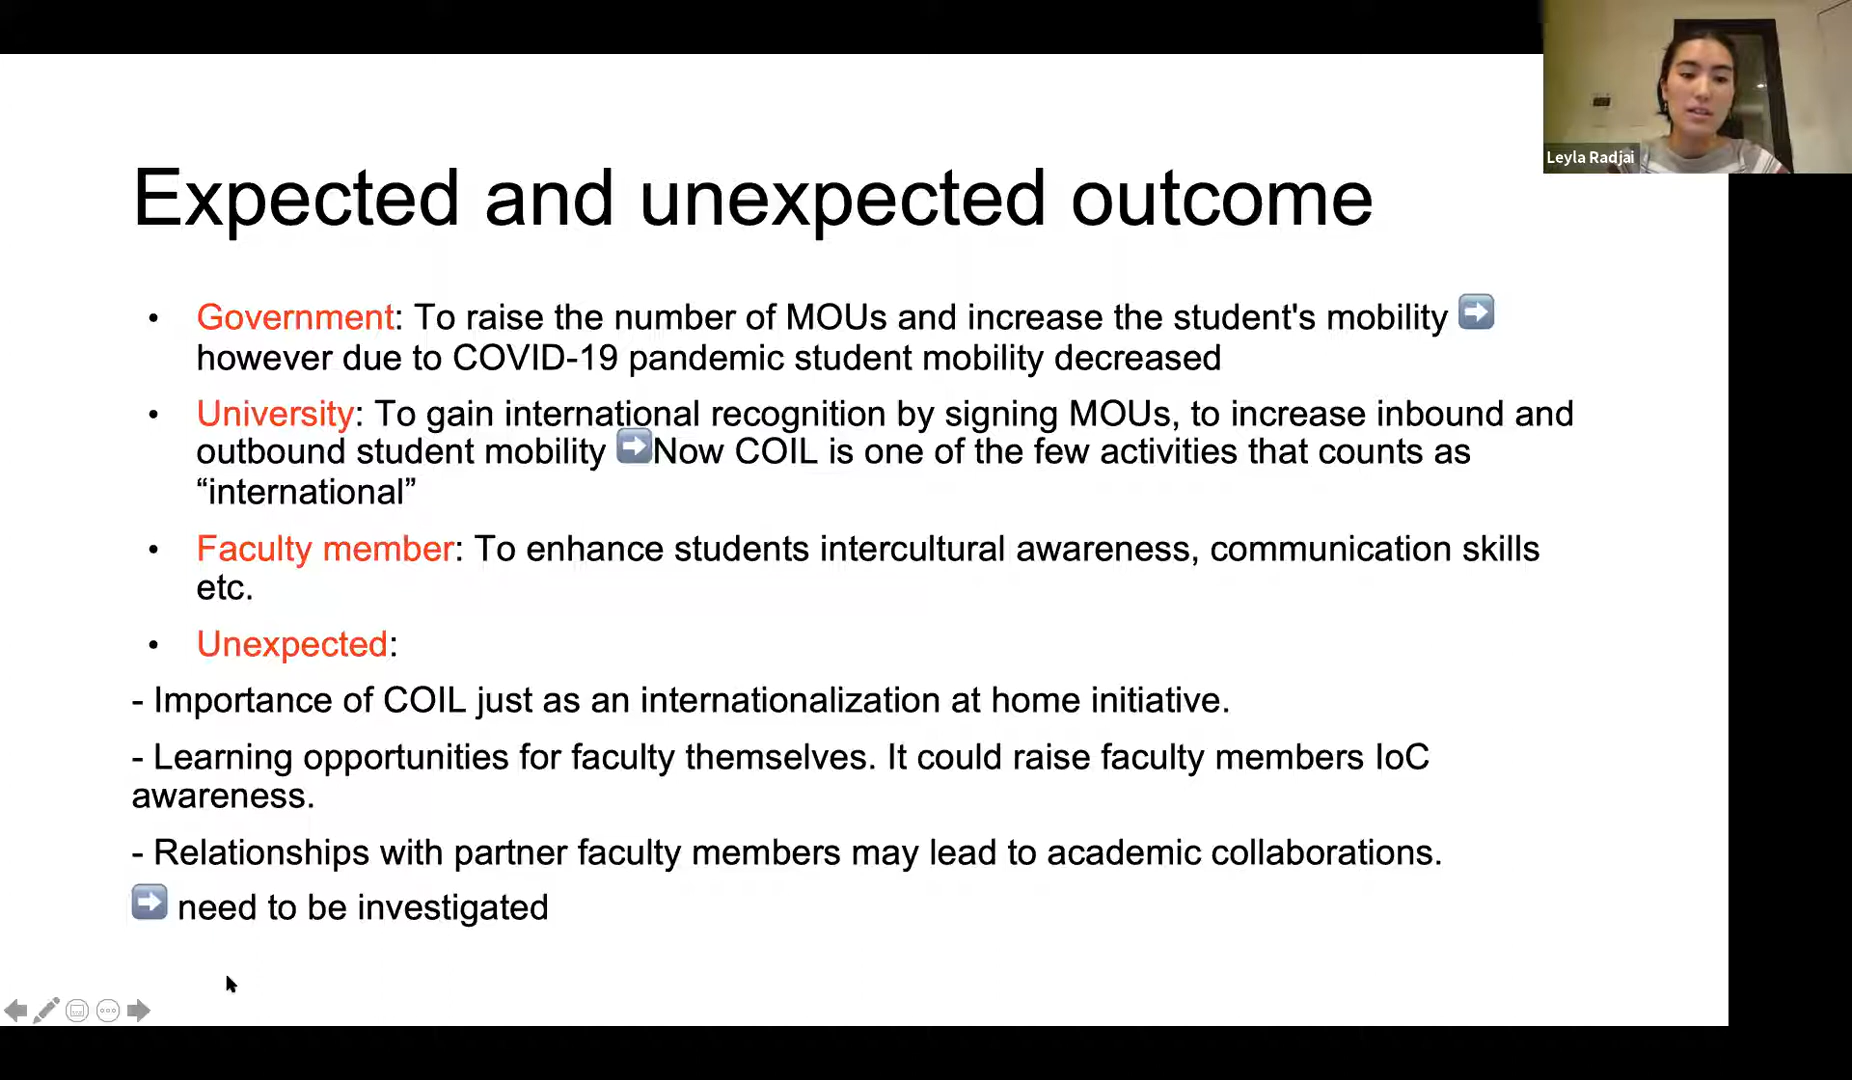 Leyla Radjai
Expected and unexpected outcome
• Government: To raise the number of MOUs and increase the student's mobility ➡
however due to COVID-19 pandemic student mobility decreased
• University: To gain international recognition by signing MOUs, to increase inbound and
outbound student mobility ➡Now COIL is one of the few activities that counts as
“international”
• Faculty member: To enhance students intercultural awareness, communication skills
etc.
• Unexpected:
- Importance of COIL just as an internationalization at home initiative.
- Learning opportunities for faculty themselves. It could raise faculty members IoC
awareness.
- Relationships with partner faculty members may lead to academic collaborations.
➡ need to be investigated